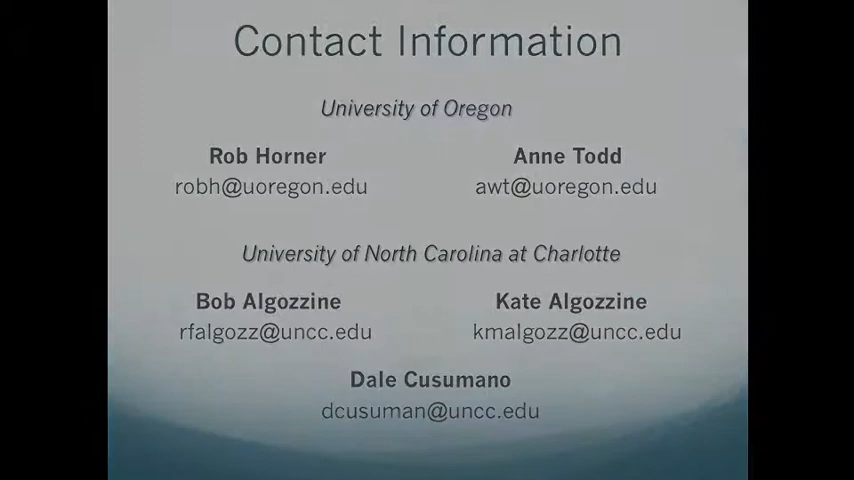 Contact Information
University of Oregon
Rob Horner
Anne Todd
robh@uoregon.edu
awt@uoregon.edu
University of North Carolina at Charlotte
Bob Algozzine
Kate Algozzine
rfalgozz@uncc.edu
kmalgozz@uncc.edu
Dale Cusumano
dcusuman@uncc.edu